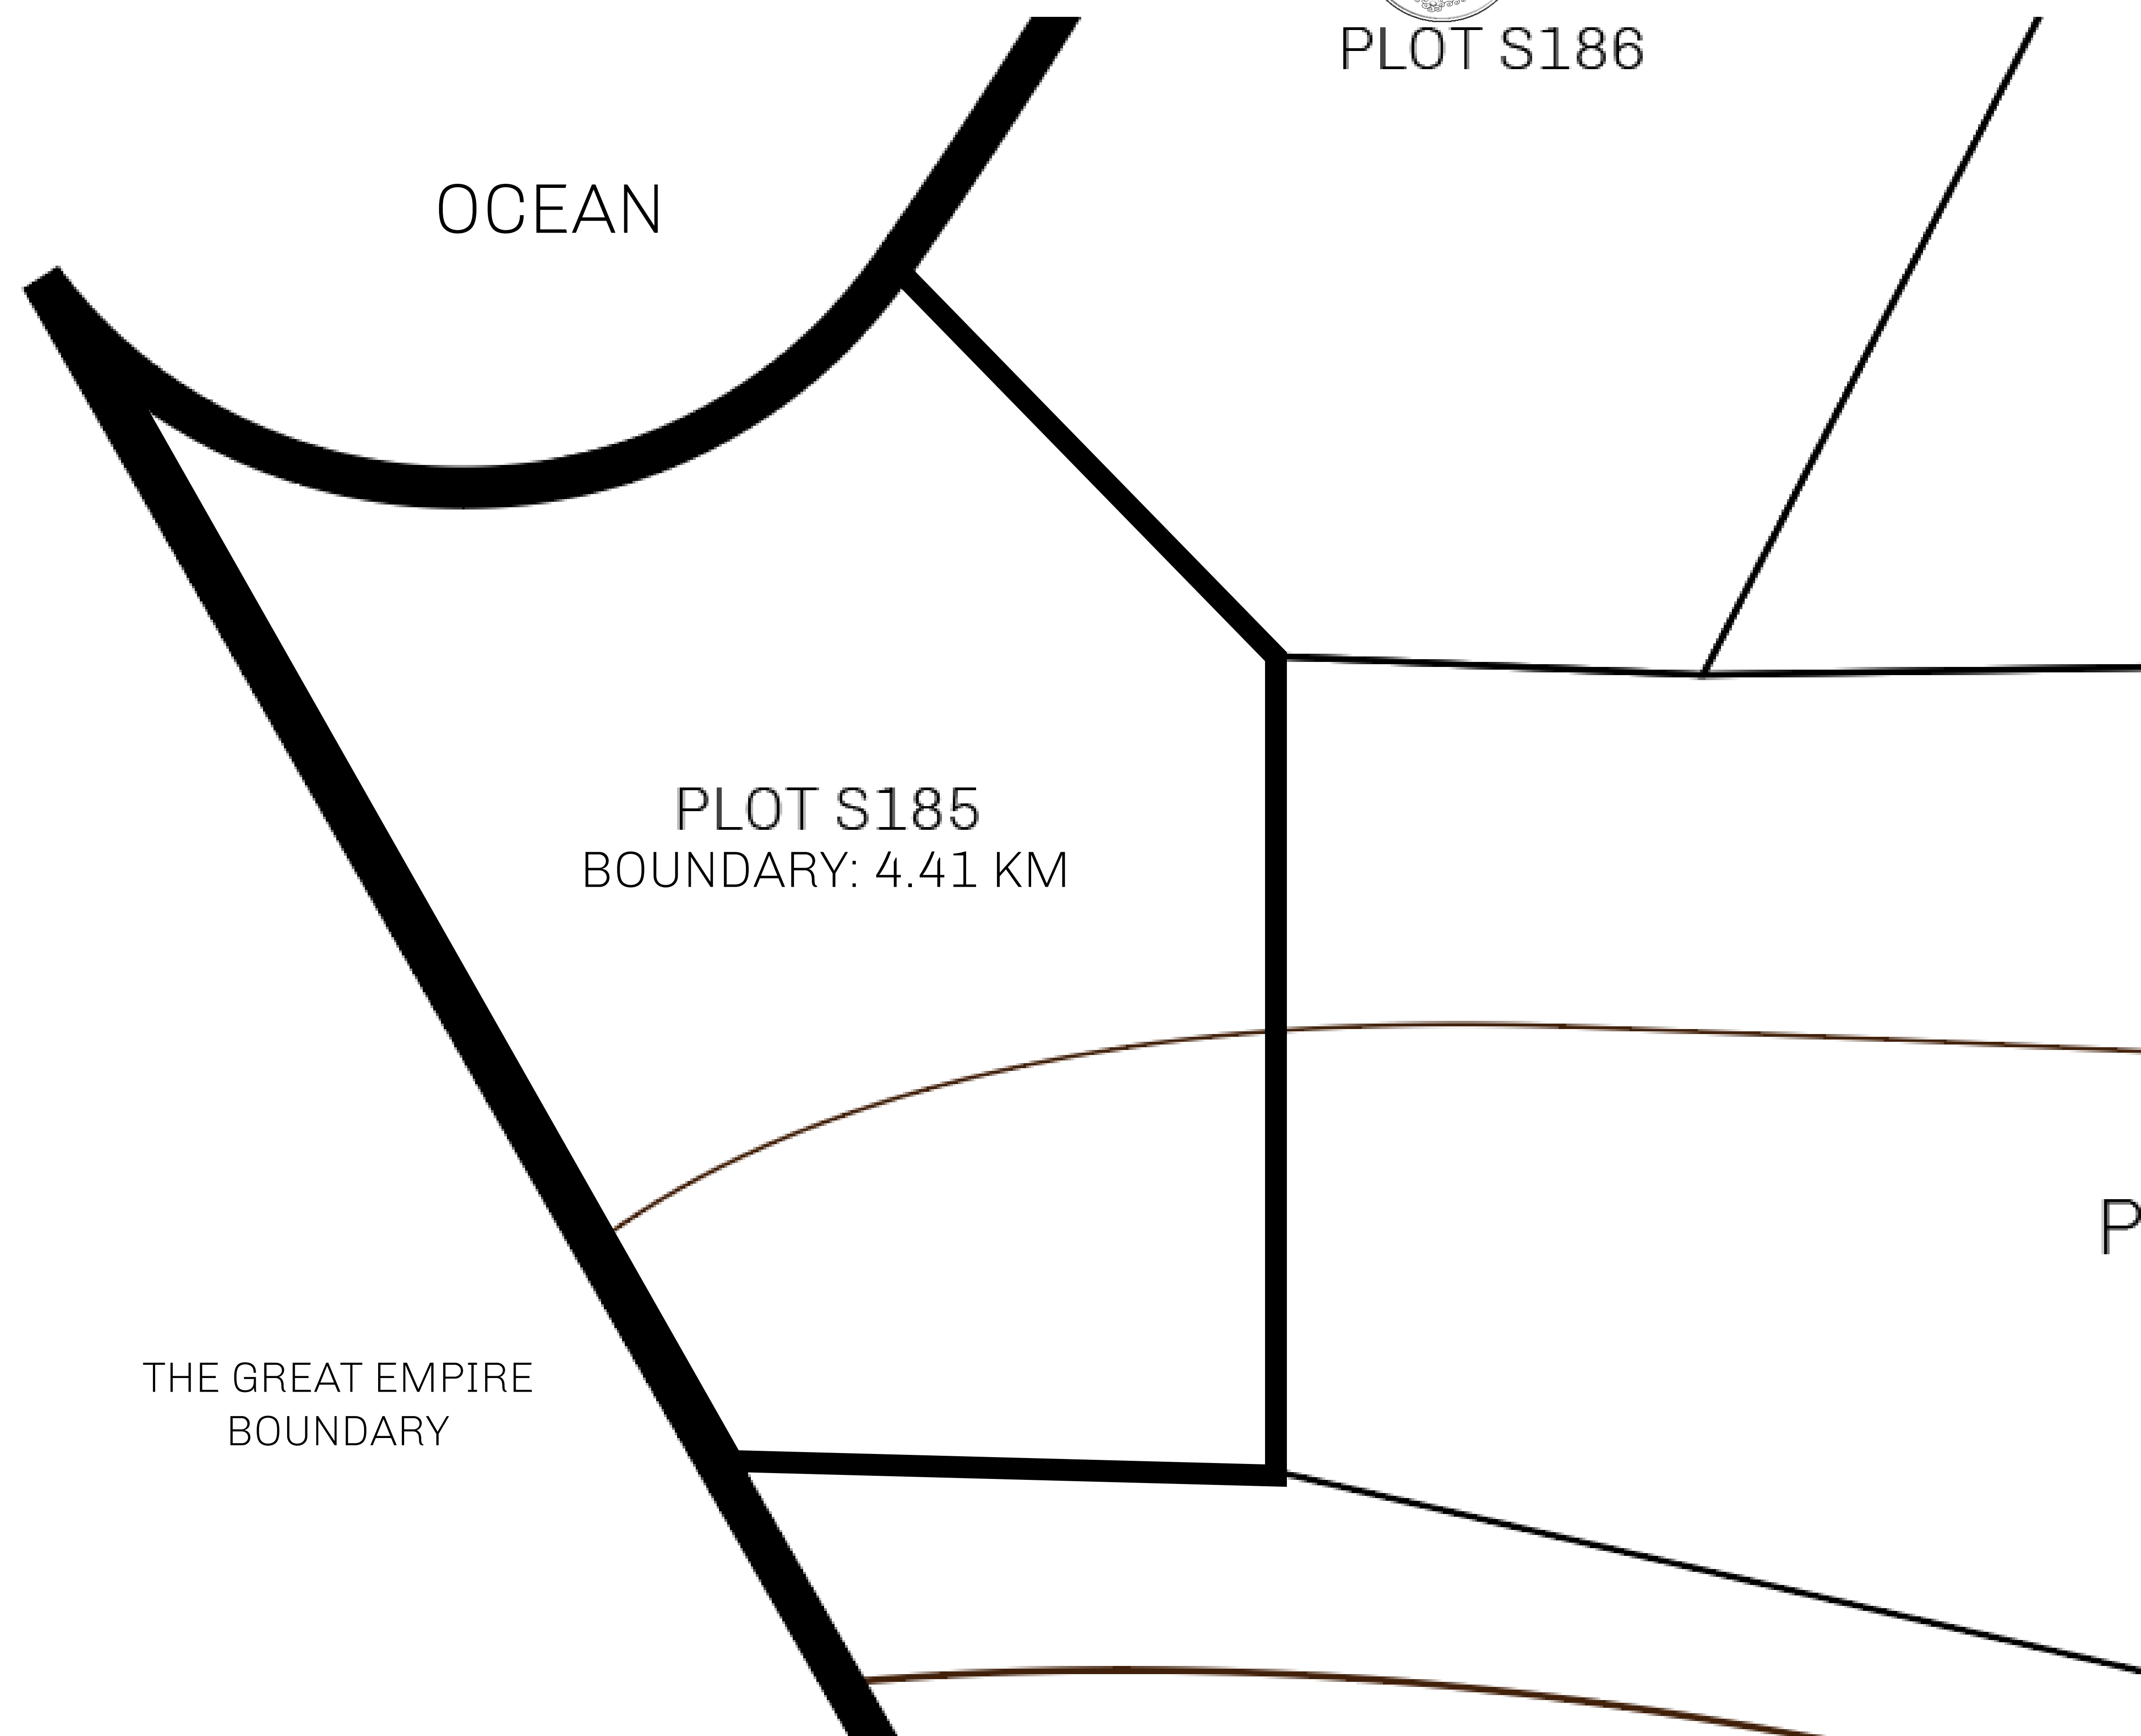 PLOT S186
OCEAN
PLOT S185
BOUNDARY: 4.41 KM
P
THE GREAT EMPIRE
BOUNDARY